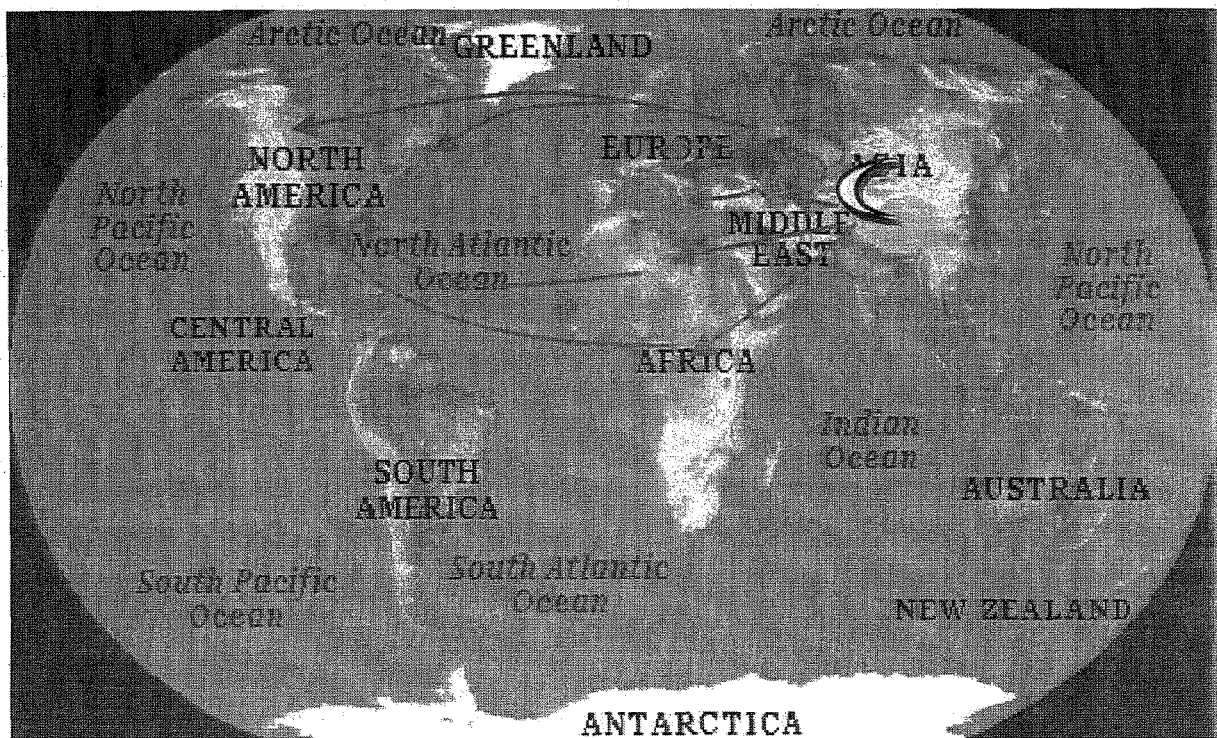 Arctic Ocean
Arctic Ocean
GREENLAND
NORTH
AMERICA
EUROPE
ASIA
North
Pacific
Ocean
MIDDLE
EAST
North Atlantic
Ocean
North
Pacific
Ocean
CENTRAL
AMERICA
AFRICA
Indian
Ocean
SOUTH
AMERICA
AUSTRALIA
South Pacific
Ocean
South Atlantic
Ocean
NEW ZEALAND
ANTARCTICA